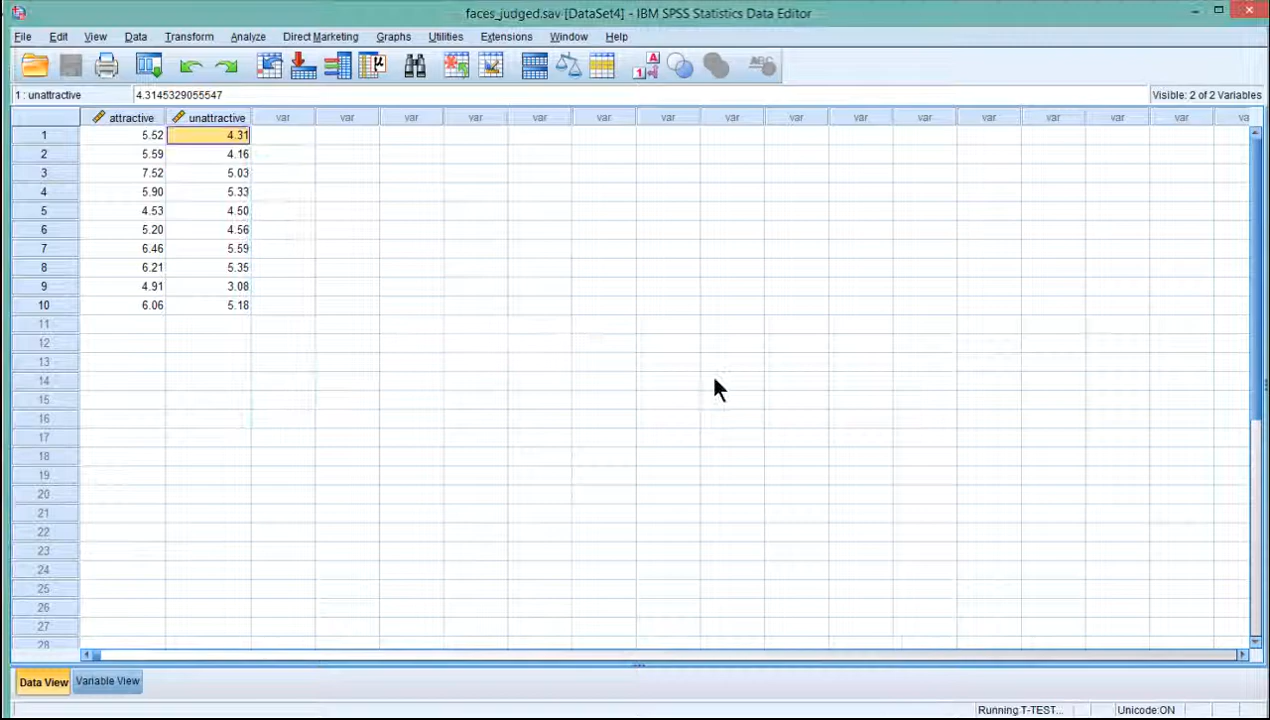 faces_judged.sav [DataSet4] - IBM SPSS Statistics Data Editor
File Edit View Data Transform Analyze Direct Marketing Graphs Utilities Extensions Window Help
1 : unattractive 4.3145329055547 Visible: 2 of 2 Variables
attractive unattractive var var var var var var var var var var var var var var var va
1 5.52 4.31
2 5.59 4.16
3 7.52 5.03
4 5.90 5.33
5 4.53 4.50
6 5.20 4.56
7 6.46 5.59
8 6.21 5.35
9 4.91 3.08
10 6.06 5.18
11
12
13
14
15
16
17
18
19
20
21
22
23
24
25
26
27
28
Data View Variable View
Running T-TEST... Unicode:ON